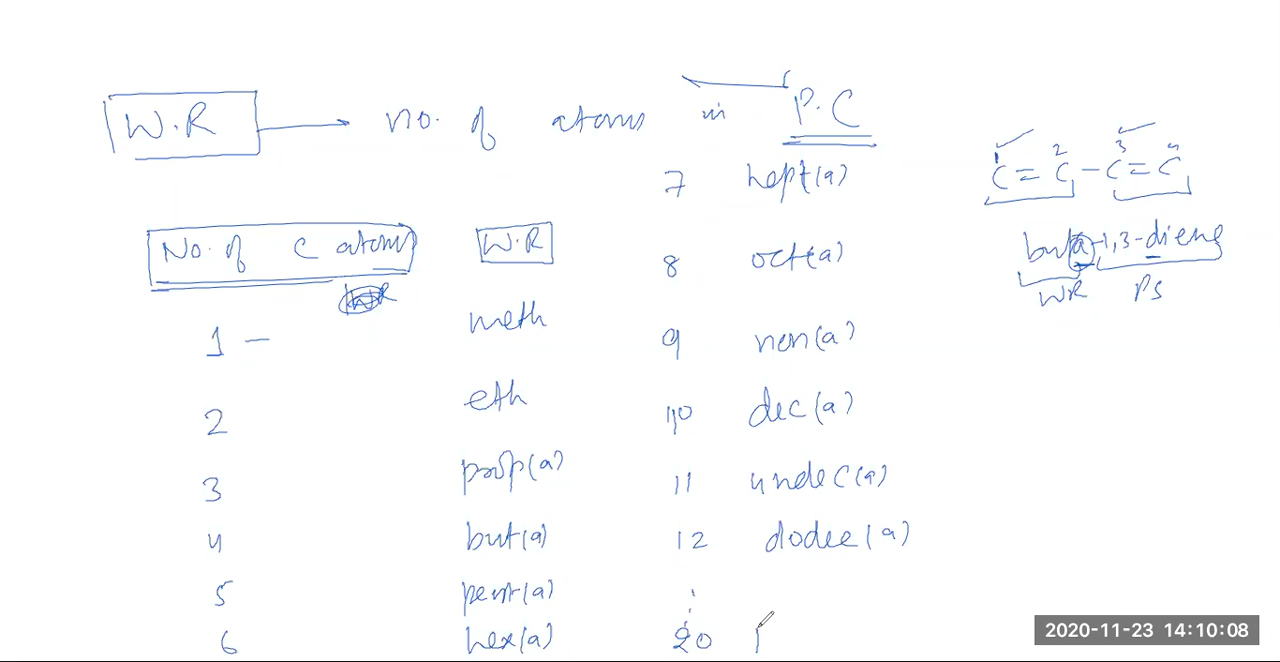 W.R → no. of atoms in P.C
No. of C atoms W.R
WR
1 - meth
2 eth
3 prop(a)
4 but(a)
5 pent(a)
6 hex(a)
7 hept(a)
8 oct(a)
9 non(a)
10 dec(a)
11 undec(a)
12 dodec(a)
20
1 2 3 4
C = C - C = C
buta-1,3-diene
WR PS
2020-11-23 14:10:08